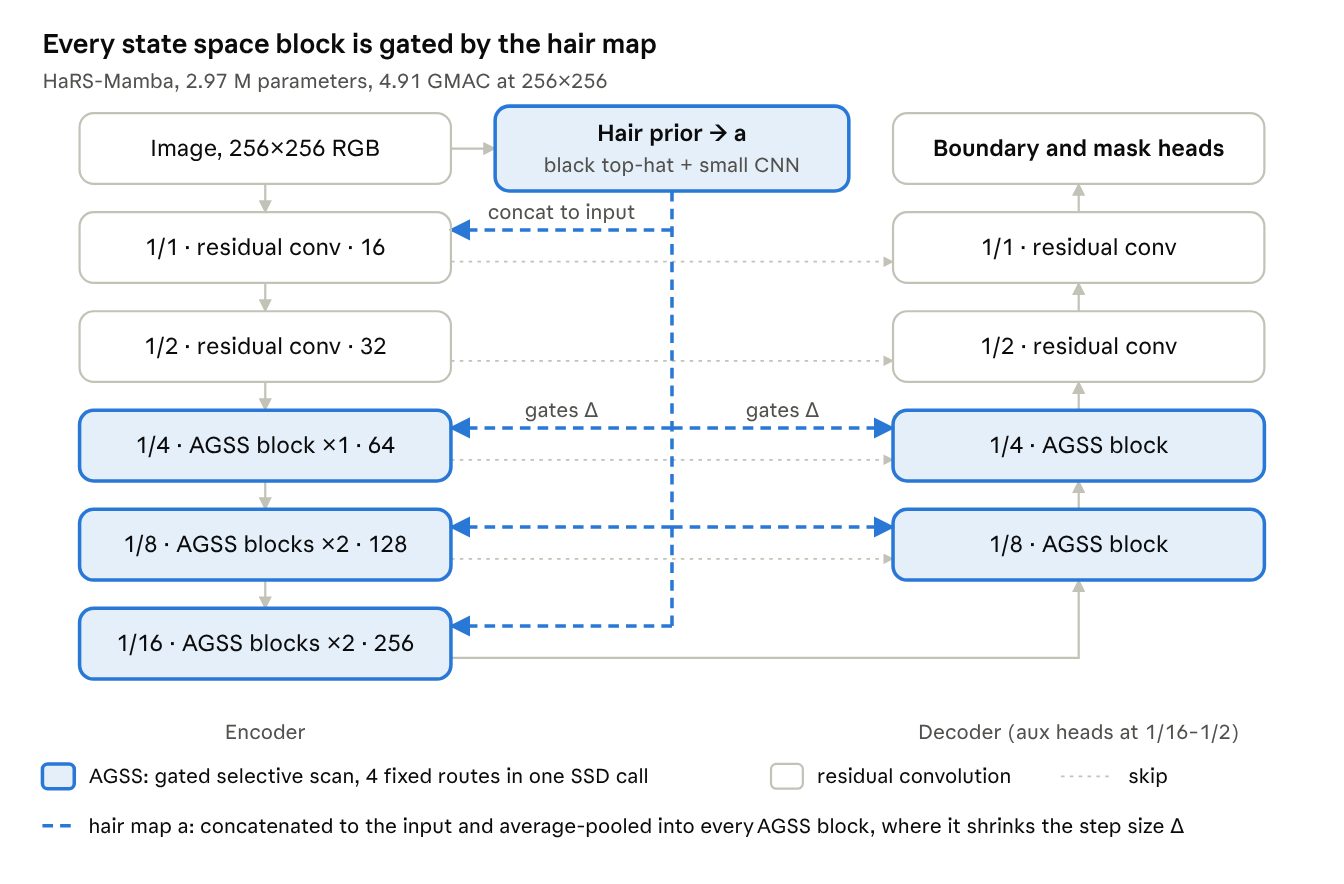 Every state space block is gated by the hair map
HaRS-Mamba, 2.97 M parameters, 4.91 GMAC at 256×256
Image, 256×256 RGB
Hair prior → a
black top-hat + small CNN
Boundary and mask heads
concat to input
1/1 · residual conv · 16
1/1 · residual conv
1/2 · residual conv · 32
1/2 · residual conv
gates Δ
gates Δ
1/4 · AGSS block ×1 · 64
1/4 · AGSS block
1/8 · AGSS blocks ×2 · 128
1/8 · AGSS block
1/16 · AGSS blocks ×2 · 256
Encoder
Decoder (aux heads at 1/16–1/2)
AGSS: gated selective scan, 4 fixed routes in one SSD call
residual convolution
skip
hair map a: concatenated to the input and average-pooled into every AGSS block, where it shrinks the step size Δ